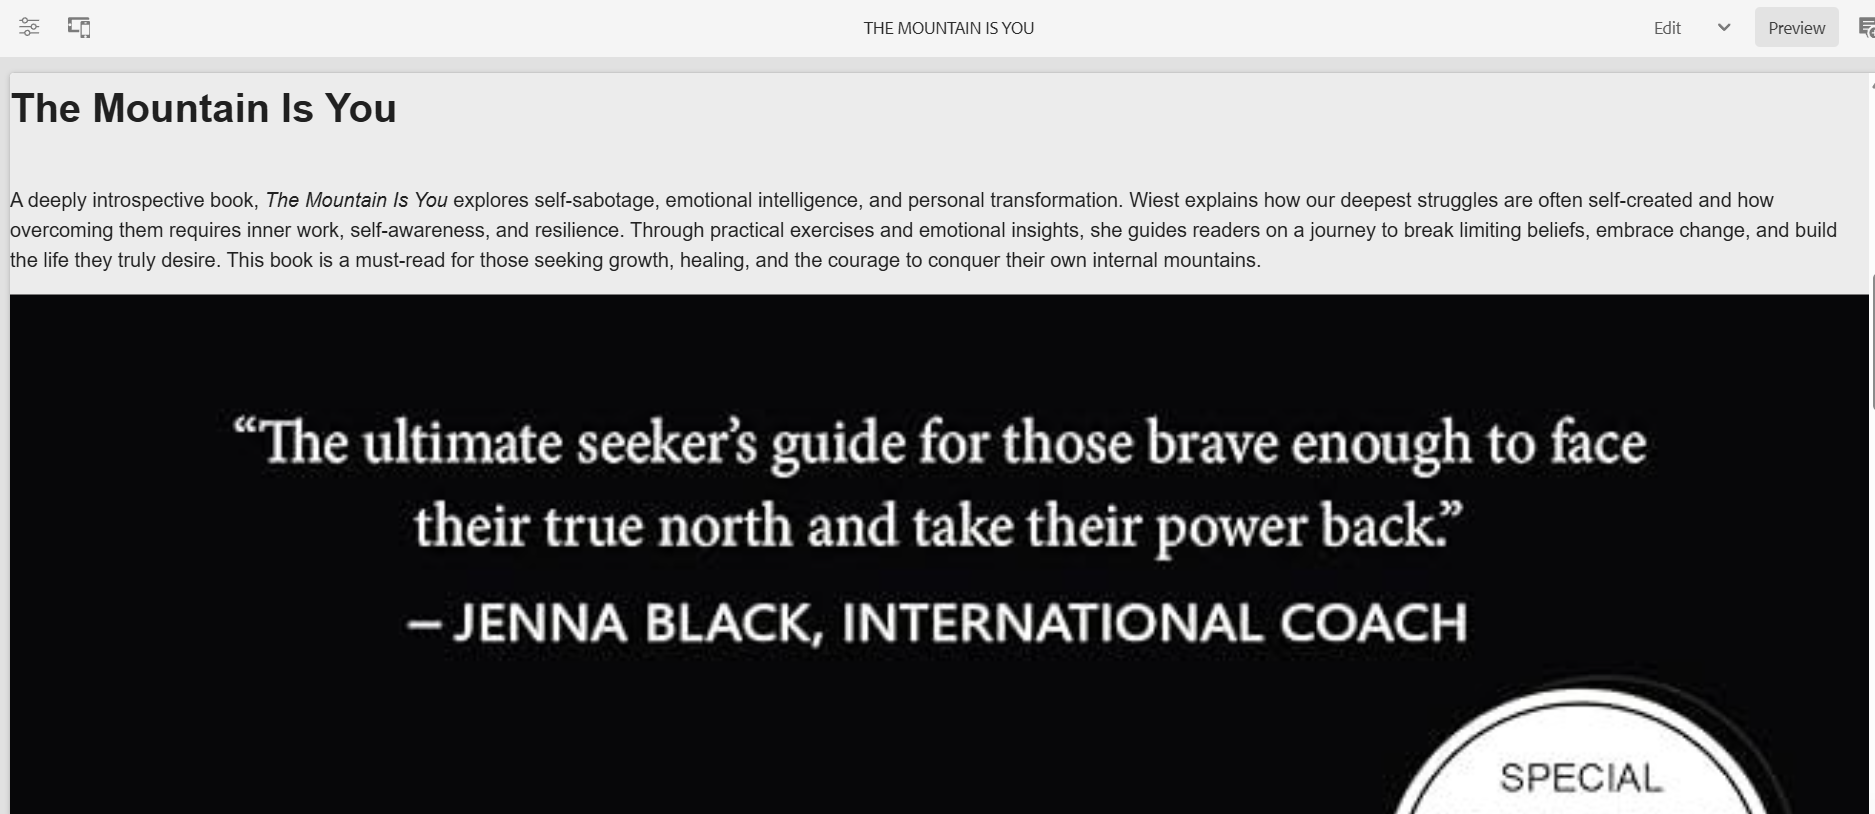 THE MOUNTAIN IS YOU
Edit
Preview
The Mountain Is You
A deeply introspective book, The Mountain Is You explores self-sabotage, emotional intelligence, and personal transformation. Wiest explains how our deepest struggles are often self-created and how
overcoming them requires inner work, self-awareness, and resilience. Through practical exercises and emotional insights, she guides readers on a journey to break limiting beliefs, embrace change, and build
the life they truly desire. This book is a must-read for those seeking growth, healing, and the courage to conquer their own internal mountains.
“The ultimate seeker’s guide for those brave enough to face
their true north and take their power back.”
– JENNA BLACK, INTERNATIONAL COACH
SPECIAL